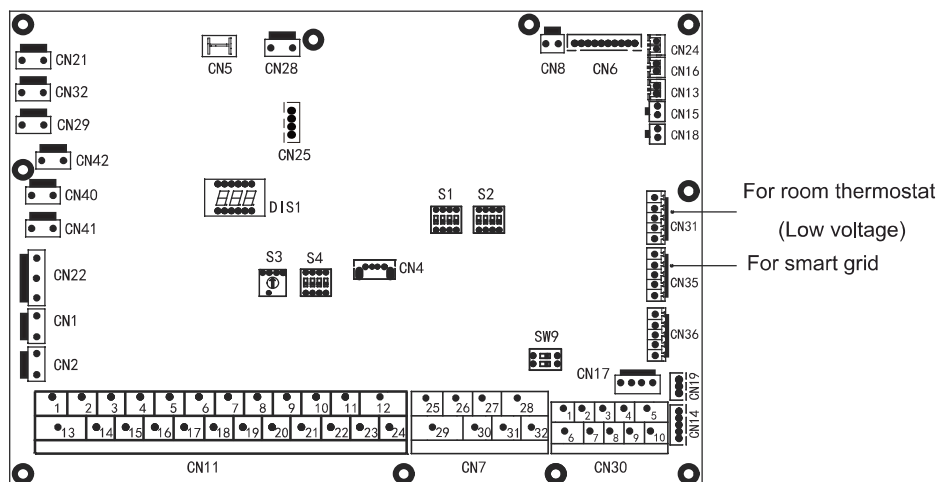 CN21
CN32
CN29
CN42
CN40
CN41
CN22
CN1
CN2
CN5
CN28
CN25
DIS1
S3
S4
CN4
S1
S2
CN8
CN6
CN24
CN16
CN13
CN15
CN18
CN31
CN35
CN36
For room thermostat
(Low voltage)
For smart grid
SW9
CN17
CN19
CN14
1 2 3 4 5 6 7 8 9 10 11 12
13 14 15 16 17 18 19 20 21 22 23 24
CN11
25 26 27 28
29 30 31 32
CN7
1 2 3 4 5
6 7 8 9 10
CN30